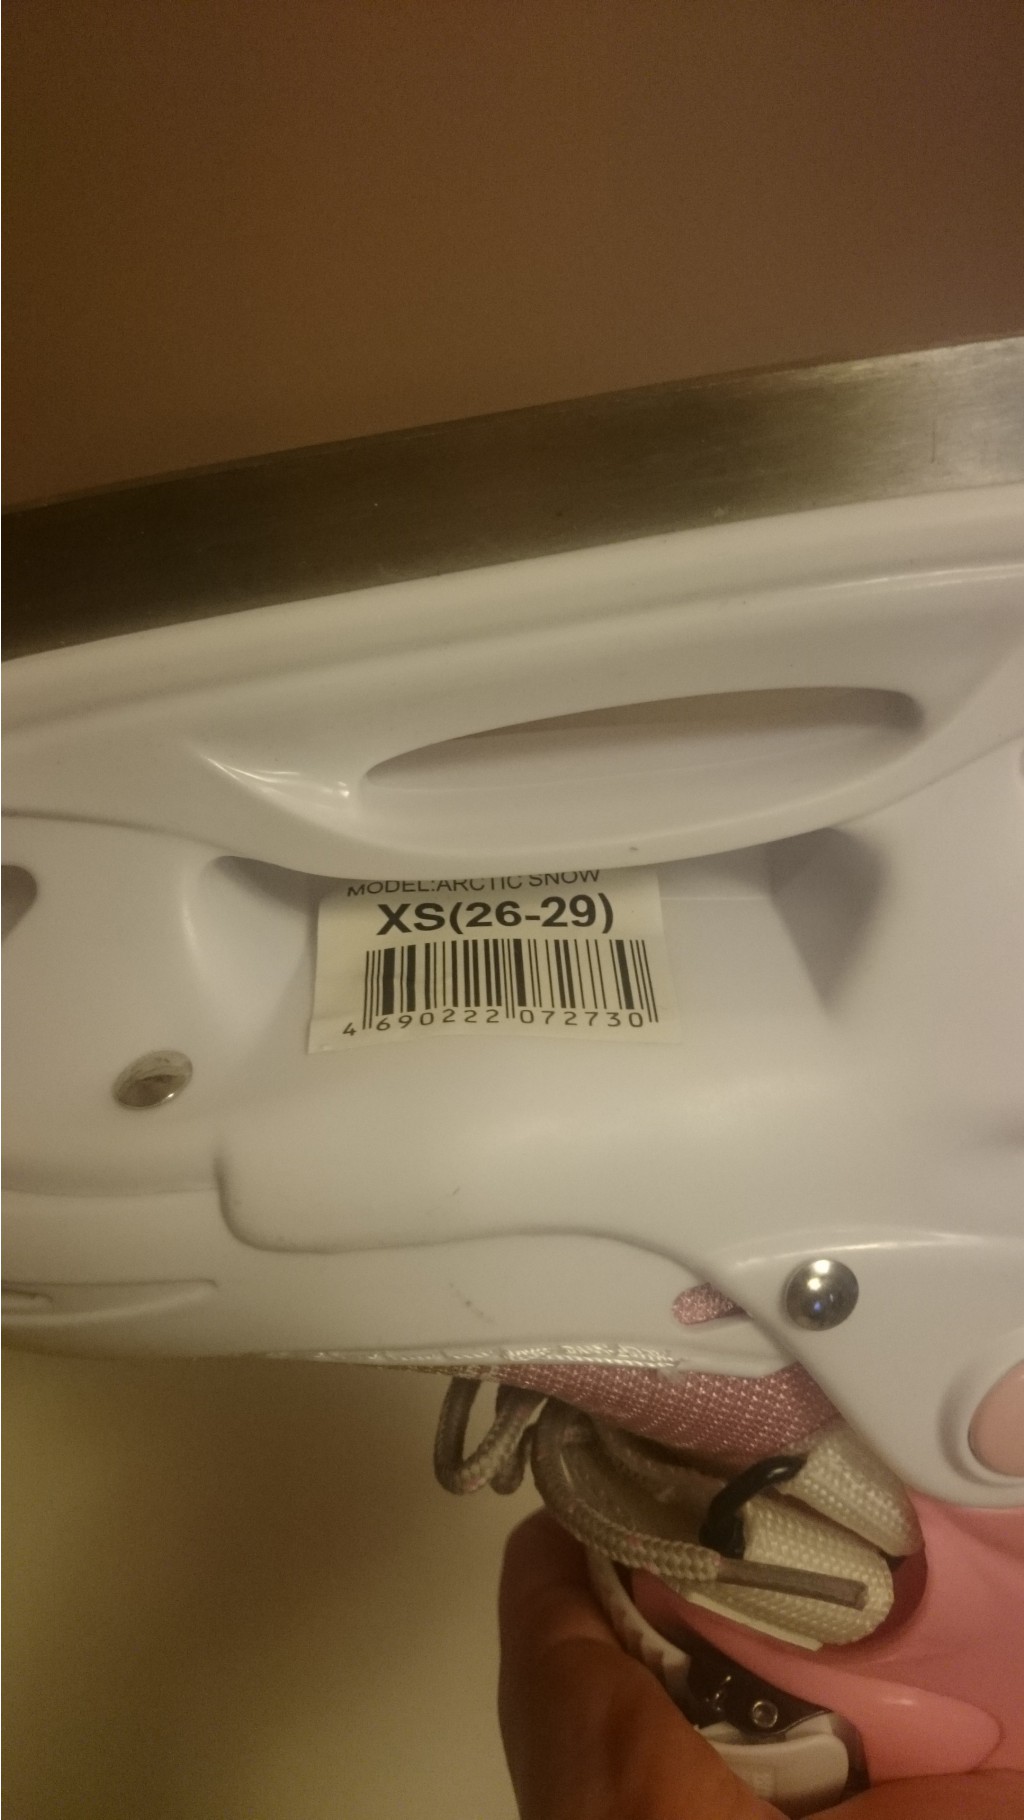 MODEL:ARCTIC SNOW
XS(26-29)
4 690222 072730